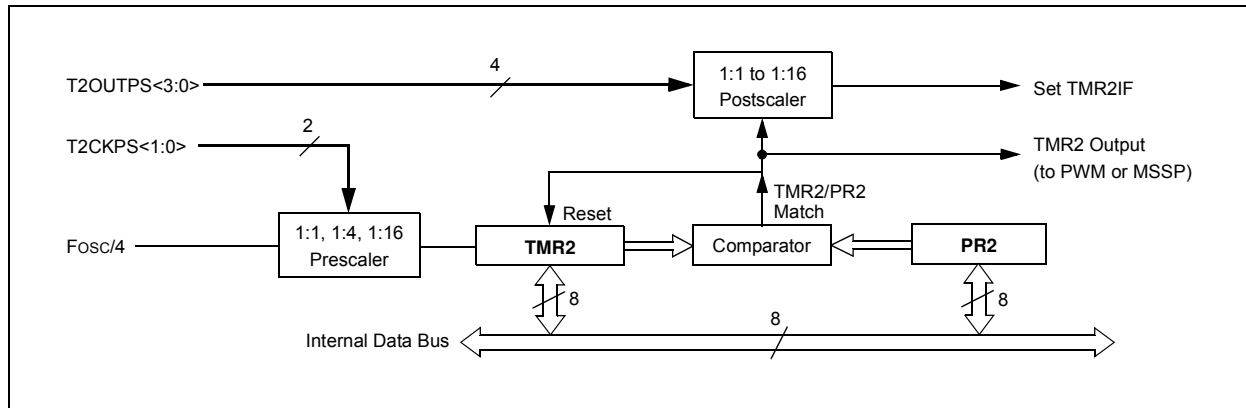 T2OUTPS<3:0>
4
1:1 to 1:16
Postscaler
Set TMR2IF
T2CKPS<1:0>
2
TMR2 Output
(to PWM or MSSP)
TMR2/PR2
Match
Reset
FOSC/4
1:1, 1:4, 1:16
Prescaler
TMR2
Comparator
PR2
8
8
Internal Data Bus
8